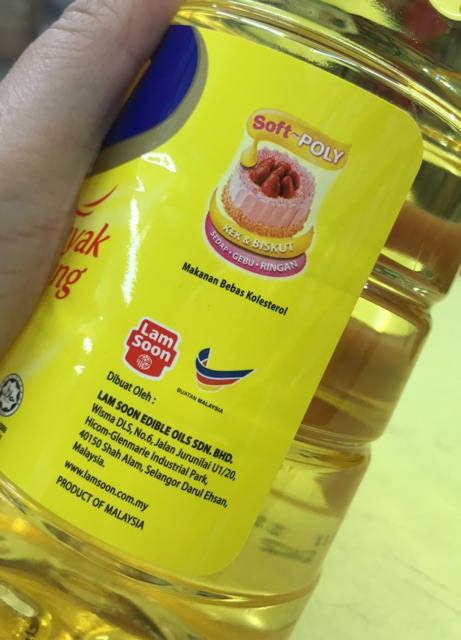 Soft-POLY
KEK & BISKUT
SEDAP • GEBU • RINGAN
Makanan Bebas Kolesterol
Lam
soon
BUATAN MALAYSIA
Dibuat Oleh :
LAM SOON EDIBLE OILS SDN. BHD.
Wisma DLS, No.6, Jalan Jurunilai U1/20,
Hicom-Glenmarie Industrial Park,
40150 Shah Alam, Selangor Darul Ehsan,
Malaysia.
www.lamsoon.com.my
PRODUCT OF MALAYSIA